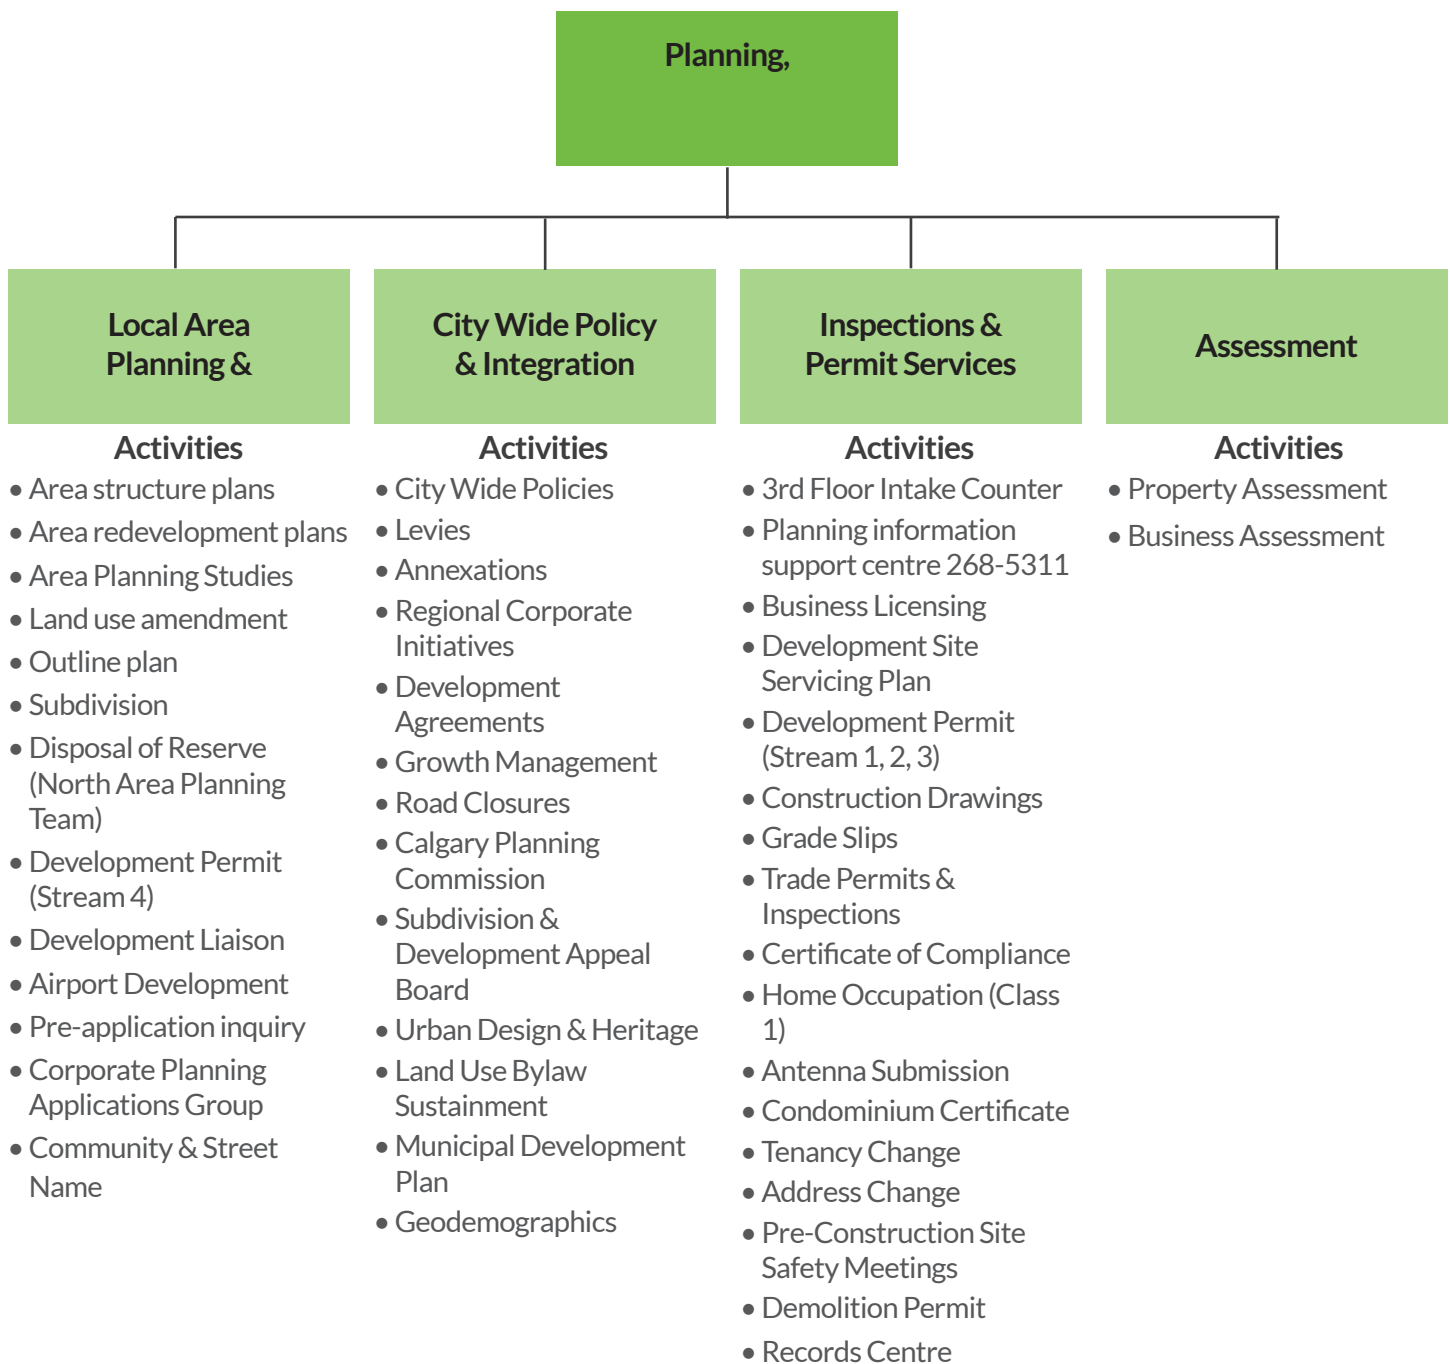 Planning,
Local Area
Planning &
Activities
• Area structure plans
• Area redevelopment plans
• Area Planning Studies
• Land use amendment
• Outline plan
• Subdivision
• Disposal of Reserve
(North Area Planning
Team)
• Development Permit
(Stream 4)
• Development Liaison
• Airport Development
• Pre-application inquiry
• Corporate Planning
Applications Group
• Community & Street
Name
City Wide Policy
& Integration
Activities
• City Wide Policies
• Levies
• Annexations
• Regional Corporate
Initiatives
• Development
Agreements
• Growth Management
• Road Closures
• Calgary Planning
Commission
• Subdivision &
Development Appeal
Board
• Urban Design & Heritage
• Land Use Bylaw
Sustainment
• Municipal Development
Plan
• Geodemographics
Inspections &
Permit Services
Activities
• 3rd Floor Intake Counter
• Planning information
support centre 268-5311
• Business Licensing
• Development Site
Servicing Plan
• Development Permit
(Stream 1, 2, 3)
• Construction Drawings
• Grade Slips
• Trade Permits &
Inspections
• Certificate of Compliance
• Home Occupation (Class
1)
• Antenna Submission
• Condominium Certificate
• Tenancy Change
• Address Change
• Pre-Construction Site
Safety Meetings
• Demolition Permit
• Records Centre
Assessment
Activities
• Property Assessment
• Business Assessment